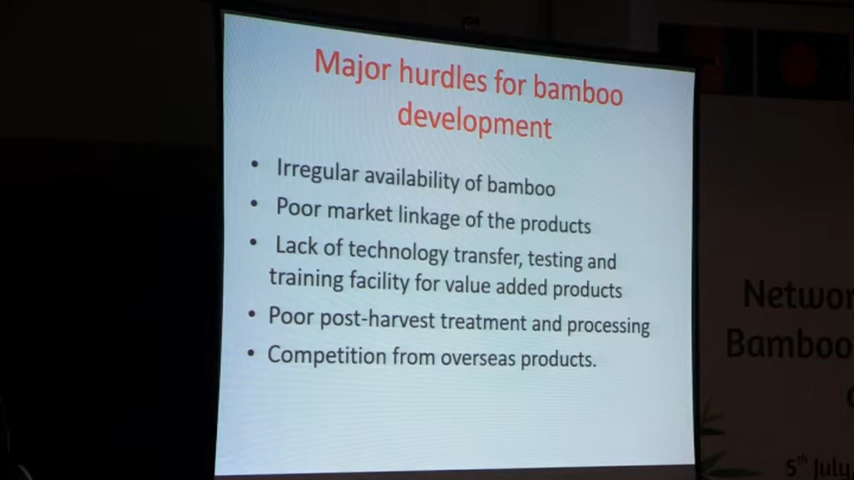 Major hurdles for bamboo
development
• Irregular availability of bamboo
• Poor market linkage of the products
• Lack of technology transfer, testing and
training facility for value added products
• Poor post-harvest treatment and processing
• Competition from overseas products.
Networ
Bamboo
5th July,